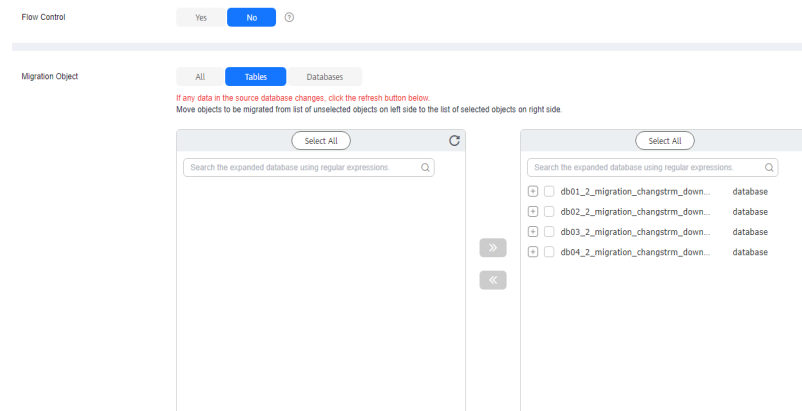 Flow Control
Yes
No
?
Migration Object
All
Tables
Databases
If any data in the source database changes, click the refresh button below.
Move objects to be migrated from list of unselected objects on left side to the list of selected objects on right side.
Select All
Select All
Search the expanded database using regular expressions.
Search the expanded database using regular expressions.
db01_2_migration_changstrm_down... database
db02_2_migration_changstrm_down... database
db03_2_migration_changstrm_down... database
db04_2_migration_changstrm_down... database